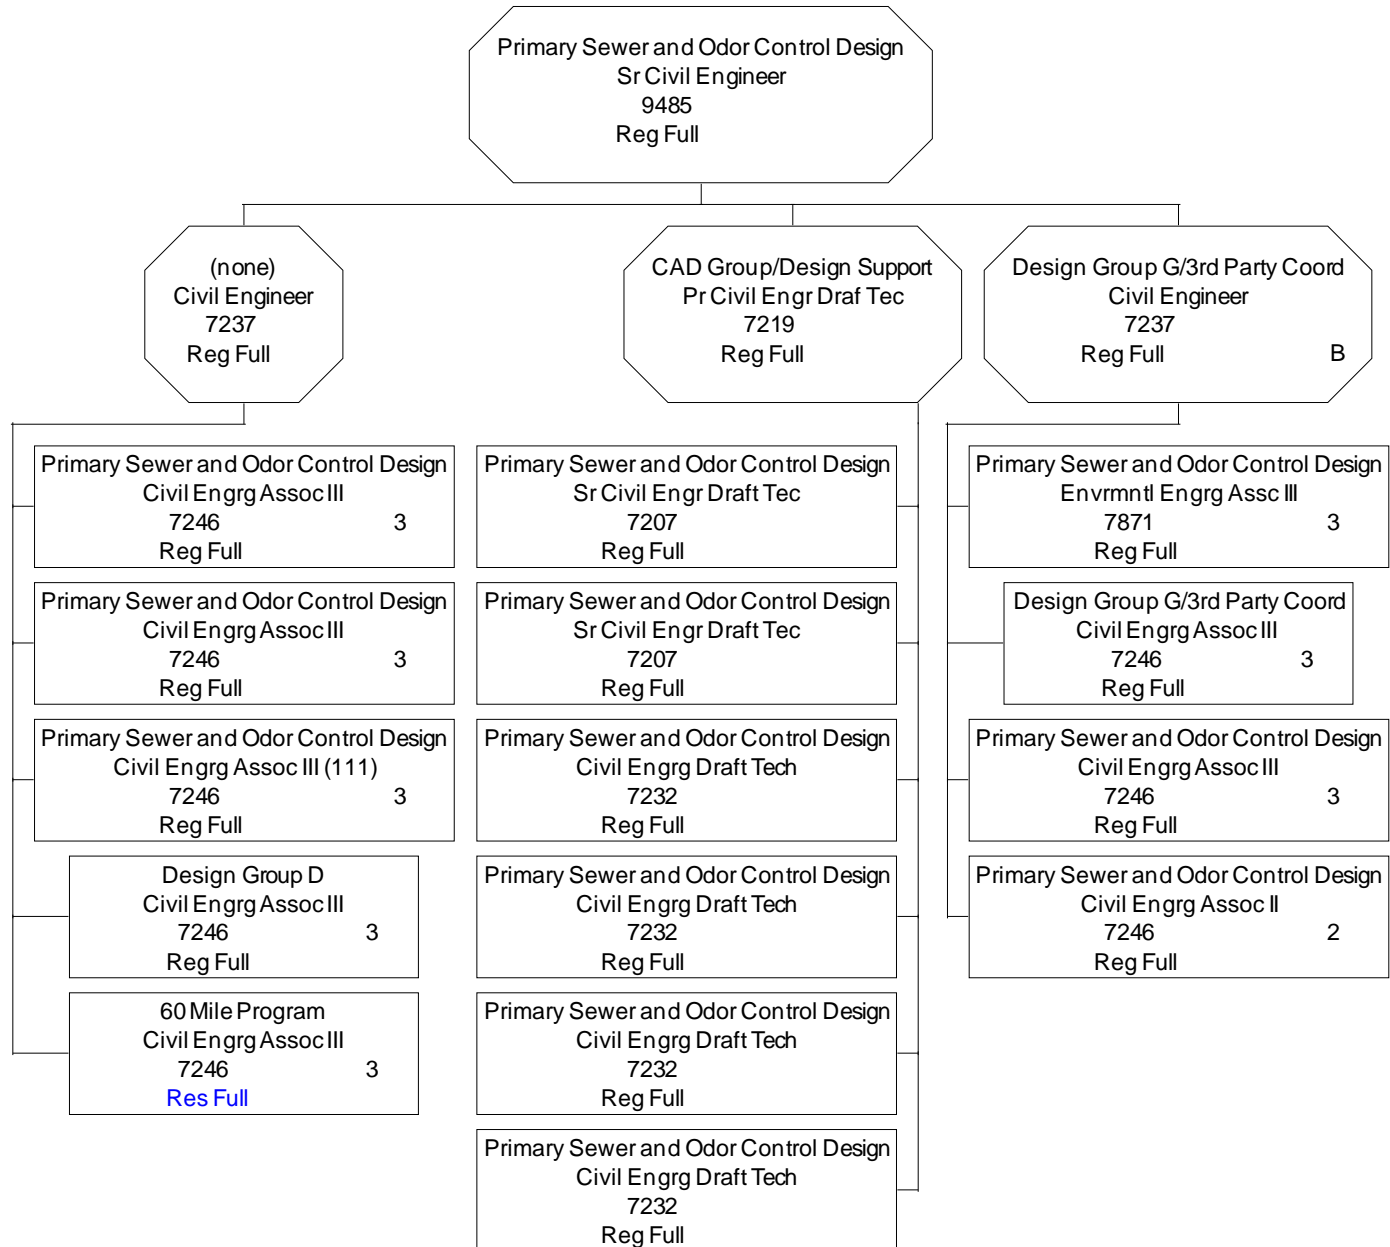 Primary Sewer and Odor Control Design
Sr Civil Engineer
9485
Reg Full
(none)
Civil Engineer
7237
Reg Full
CAD Group/Design Support
Pr Civil Engr Draf Tec
7219
Reg Full
Design Group G/3rd Party Coord
Civil Engineer
7237
Reg Full B
Primary Sewer and Odor Control Design
Civil Engrg Assoc III
7246 3
Reg Full
Primary Sewer and Odor Control Design
Civil Engrg Assoc III
7246 3
Reg Full
Primary Sewer and Odor Control Design
Civil Engrg Assoc III (111)
7246 3
Reg Full
Design Group D
Civil Engrg Assoc III
7246 3
Reg Full
60 Mile Program
Civil Engrg Assoc III
7246 3
Res Full
Primary Sewer and Odor Control Design
Sr Civil Engr Draft Tec
7207
Reg Full
Primary Sewer and Odor Control Design
Sr Civil Engr Draft Tec
7207
Reg Full
Primary Sewer and Odor Control Design
Civil Engrg Draft Tech
7232
Reg Full
Primary Sewer and Odor Control Design
Civil Engrg Draft Tech
7232
Reg Full
Primary Sewer and Odor Control Design
Civil Engrg Draft Tech
7232
Reg Full
Primary Sewer and Odor Control Design
Civil Engrg Draft Tech
7232
Reg Full
Primary Sewer and Odor Control Design
Envrmntl Engrg Assc III
7871 3
Reg Full
Design Group G/3rd Party Coord
Civil Engrg Assoc III
7246 3
Reg Full
Primary Sewer and Odor Control Design
Civil Engrg Assoc III
7246 3
Reg Full
Primary Sewer and Odor Control Design
Civil Engrg Assoc II
7246 2
Reg Full